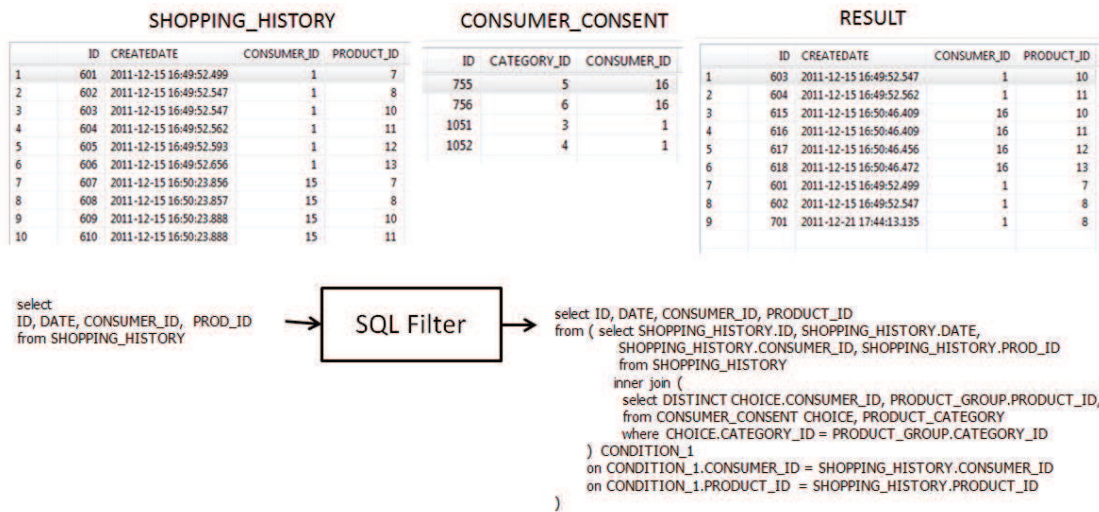 SHOPPING_HISTORY
ID CREATEDATE CONSUMER_ID PRODUCT_ID
1 601 2011-12-15 16:49:52.499 1 7
2 602 2011-12-15 16:49:52.547 1 8
3 603 2011-12-15 16:49:52.547 1 10
4 604 2011-12-15 16:49:52.562 1 11
5 605 2011-12-15 16:49:52.593 1 12
6 606 2011-12-15 16:49:52.656 1 13
7 607 2011-12-15 16:50:23.856 15 7
8 608 2011-12-15 16:50:23.857 15 8
9 609 2011-12-15 16:50:23.888 15 10
10 610 2011-12-15 16:50:23.888 15 11
CONSUMER_CONSENT
ID CATEGORY_ID CONSUMER_ID
755 5 16
756 6 16
1051 3 1
1052 4 1
RESULT
ID CREATEDATE CONSUMER_ID PRODUCT_ID
1 603 2011-12-15 16:49:52.547 1 10
2 604 2011-12-15 16:49:52.562 1 11
3 615 2011-12-15 16:50:46.409 16 10
4 616 2011-12-15 16:50:46.409 16 11
5 617 2011-12-15 16:50:46.456 16 12
6 618 2011-12-15 16:50:46.472 16 13
7 601 2011-12-15 16:49:52.499 1 7
8 602 2011-12-15 16:49:52.547 1 8
9 701 2011-12-21 17:44:13.135 1 8
select
ID, DATE, CONSUMER_ID, PROD_ID
from SHOPPING_HISTORY
SQL Filter
select ID, DATE, CONSUMER_ID, PRODUCT_ID
from ( select SHOPPING_HISTORY.ID, SHOPPING_HISTORY.DATE,
SHOPPING_HISTORY.CONSUMER_ID, SHOPPING_HISTORY.PROD_ID
from SHOPPING_HISTORY
inner join (
select DISTINCT CHOICE.CONSUMER_ID, PRODUCT_GROUP.PRODUCT_ID,
from CONSUMER_CONSENT CHOICE, PRODUCT_CATEGORY
where CHOICE.CATEGORY_ID = PRODUCT_GROUP.CATEGORY_ID
) CONDITION_1
on CONDITION_1.CONSUMER_ID = SHOPPING_HISTORY.CONSUMER_ID
on CONDITION_1.PRODUCT_ID = SHOPPING_HISTORY.PRODUCT_ID
)